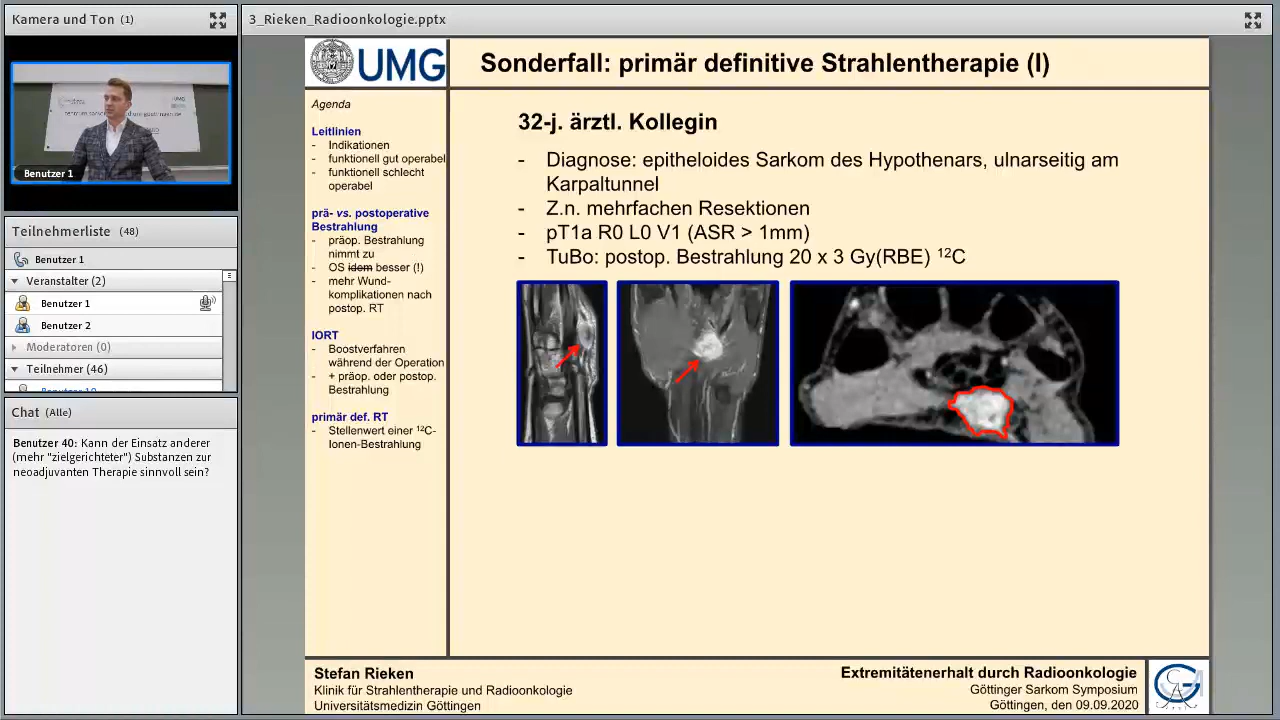 Kamera und Ton (1)
Benutzer 1
Teilnehmerliste (48)
Benutzer 1
Veranstalter (2)
Benutzer 1
Benutzer 2
Moderatoren (0)
Teilnehmer (46)
Chat (Alle)
Benutzer 40: Kann der Einsatz anderer
(mehr "zielgerichteter") Substanzen zur
neoadjuvanten Therapie sinnvoll sein?
3_Rieken_Radioonkologie.pptx
UMG
Sonderfall: primär definitive Strahlentherapie (I)
Agenda
Leitlinien
- Indikationen
- funktionell gut operabel
- funktionell schlecht
operabel
prä- vs. postoperative
Bestrahlung
- präop. Bestrahlung
nimmt zu
- OS idem besser (!)
- mehr Wund-
komplikationen nach
postop. RT
IORT
- Boostverfahren
während der Operation
- + präop. oder postop.
Bestrahlung
primär def. RT
- Stellenwert einer ¹²C-
Ionen-Bestrahlung
32-j. ärztl. Kollegin
- Diagnose: epitheloides Sarkom des Hypothenars, ulnarseitig am
Karpaltunnel
- Z.n. mehrfachen Resektionen
- pT1a R0 L0 V1 (ASR > 1mm)
- TuBo: postop. Bestrahlung 20 x 3 Gy(RBE) ¹²C
Stefan Rieken
Klinik für Strahlentherapie und Radioonkologie
Universitätsmedizin Göttingen
Extremitätenerhalt durch Radioonkologie
Göttinger Sarkom Symposium
Göttingen, den 09.09.2020